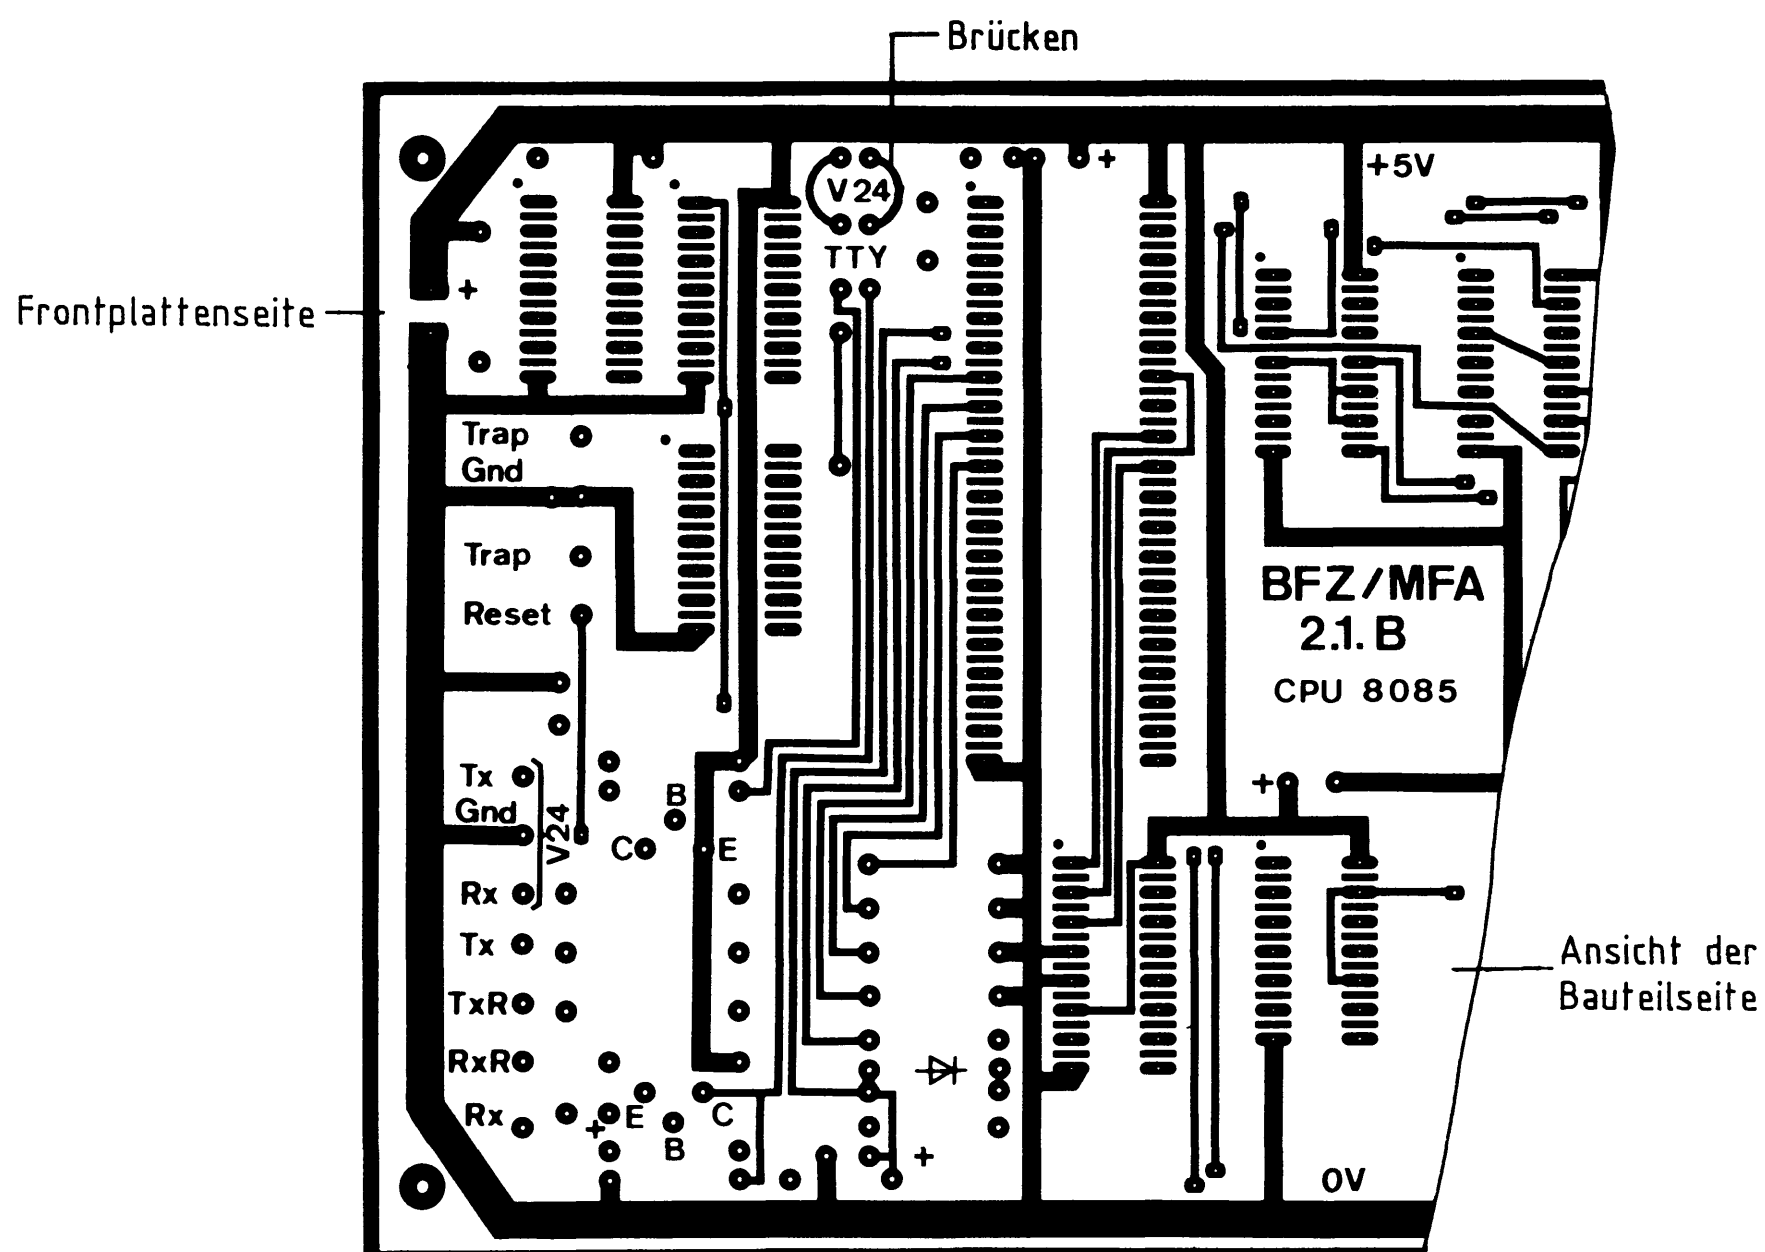 Brücken
+
+5V
V24
TTY
+
Frontplattenseite
Trap
Gnd
Trap
BFZ/MFA
Reset
2.1.B
CPU 8085
Tx
+
B
Gnd
V24
C
E
Rx
Tx
Ansicht der
Bauteilseite
TxR
RxR
Rx
E
C
+
B
+
0V